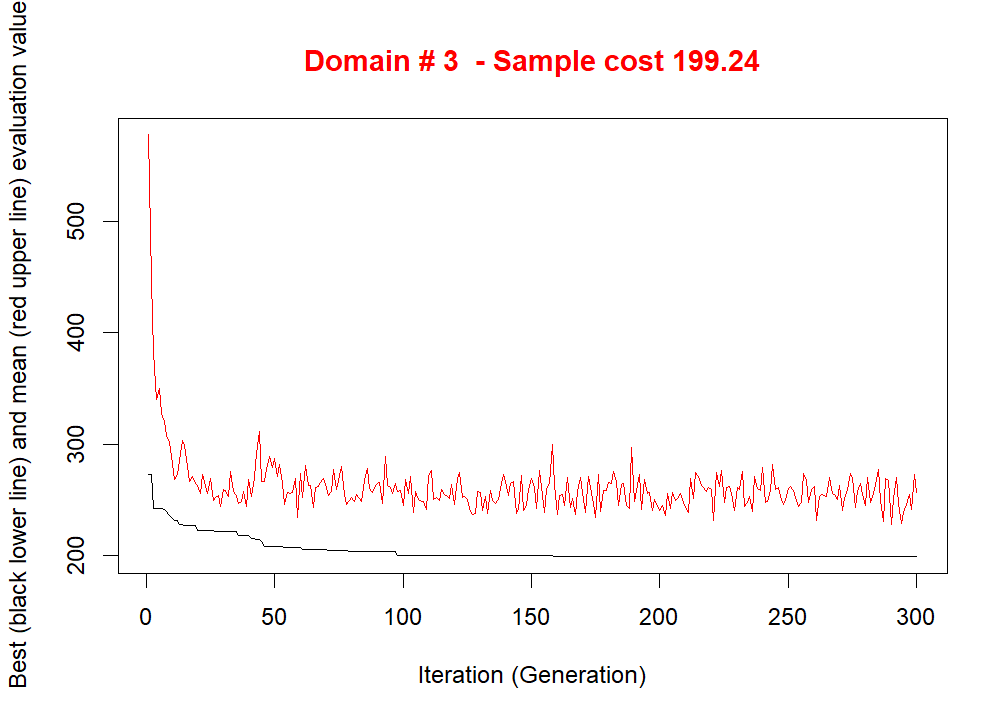 Domain # 3  - Sample cost 199.24
Best (black lower line) and mean (red upper line) evaluation value
500
400
300
200
0 50 100 150 200 250 300
Iteration (Generation)